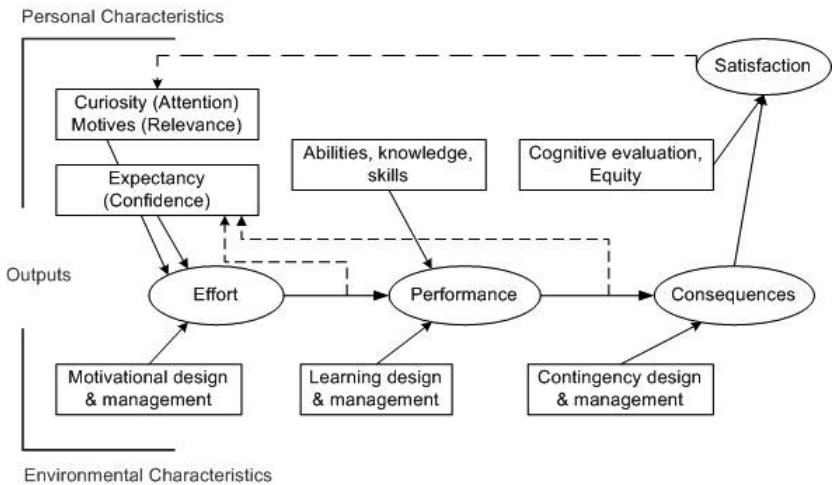 Personal Characteristics
Satisfaction
Curiosity (Attention)
Motives (Relevance)
Abilities, knowledge,
skills
Cognitive evaluation,
Equity
Expectancy
(Confidence)
Outputs
Effort
Performance
Consequences
Motivational design
& management
Learning design
& management
Contingency design
& management
Environmental Characteristics